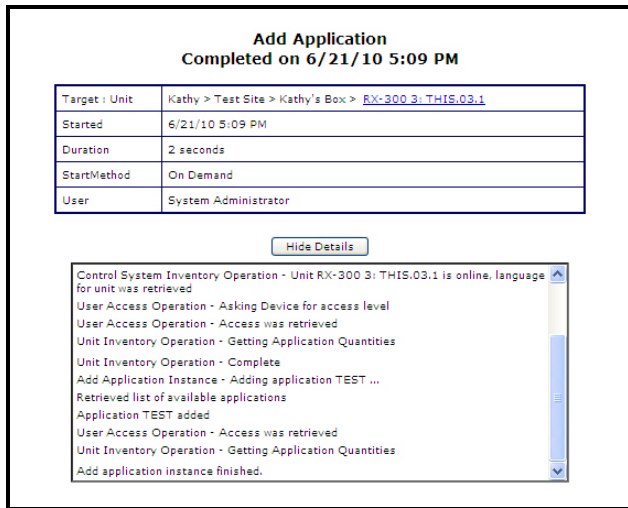 Add Application
Completed on 6/21/10 5:09 PM
Target : Unit Kathy > Test Site > Kathy's Box > RX-300 3: THIS.03.1
Started 6/21/10 5:09 PM
Duration 2 seconds
StartMethod On Demand
User System Administrator
Hide Details
Control System Inventory Operation - Unit RX-300 3: THIS.03.1 is online, language
for unit was retrieved
User Access Operation - Asking Device for access level
User Access Operation - Access was retrieved
Unit Inventory Operation - Getting Application Quantities
Unit Inventory Operation - Complete
Add Application Instance - Adding application TEST ...
Retrieved list of available applications
Application TEST added
User Access Operation - Access was retrieved
Unit Inventory Operation - Getting Application Quantities
Add application instance finished.